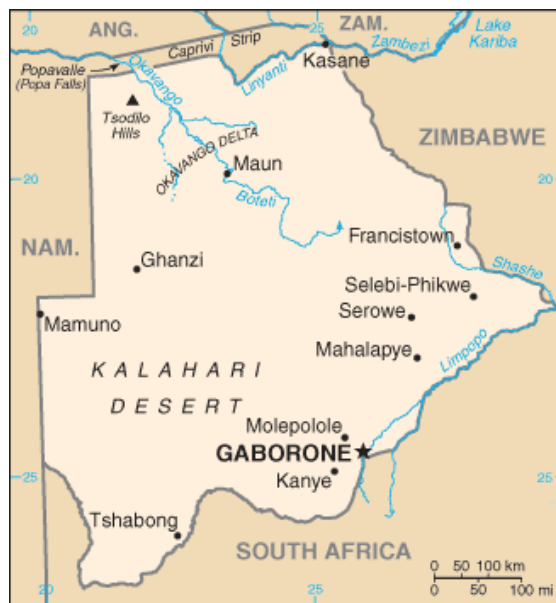 20
25
ANG.
ZAM.
Lake
Kariba
Caprivi Strip
Zambezi
Popavalle
(Popa Falls)
Okavango
Linyanti
Kasane
Tsodilo
Hills
OKAVANGO DELTA
ZIMBABWE
20
20
Maun
Boteti
NAM.
Francistown
Ghanzi
Shashe
Selebi-Phikwe
Mamuno
Serowe
Limpopo
Mahalapye
KALAHARI
DESERT
Molepolole
GABORONE
Kanye
25
25
Tshabong
SOUTH AFRICA
0 50 100 km
0 50 100 mi
20
25